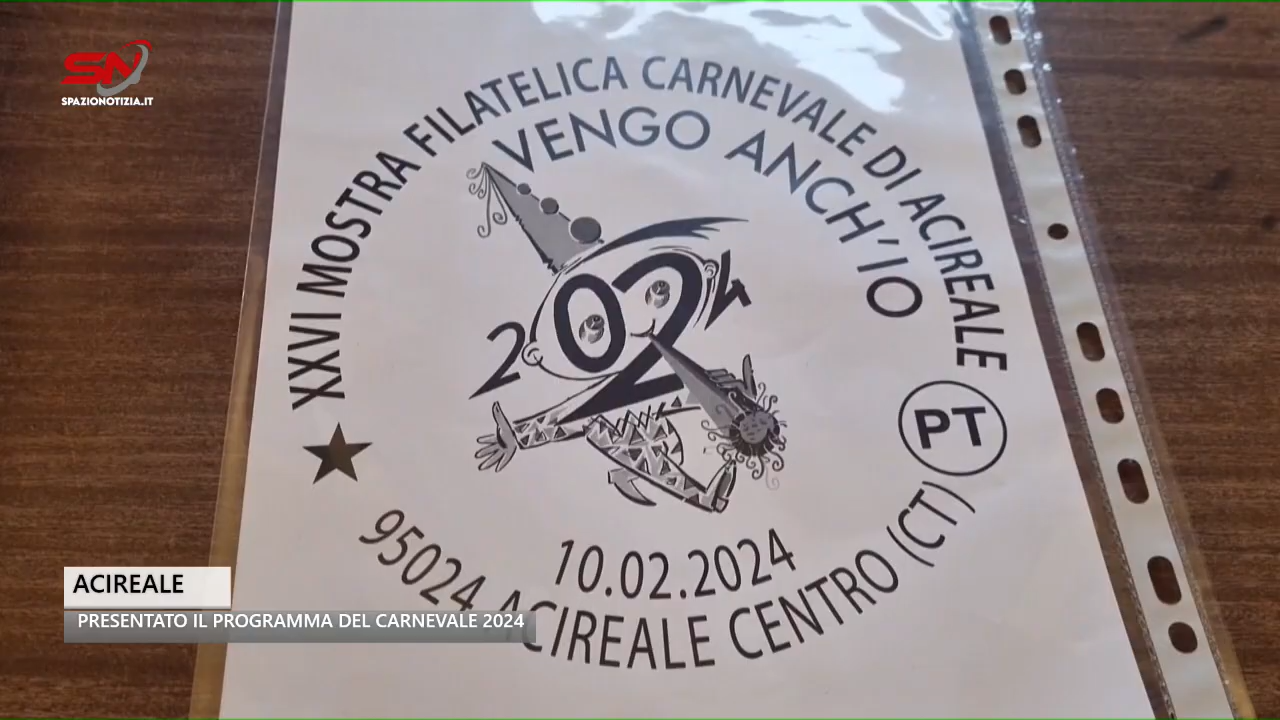 SN
SPAZIONOTIZIA.IT
XXVI MOSTRA FILATELICA CARNEVALE DI ACIREALE
VENGO ANCH'IO
2024
PT
10.02.2024
95024 ACIREALE CENTRO (CT)
ACIREALE
PRESENTATO IL PROGRAMMA DEL CARNEVALE 2024